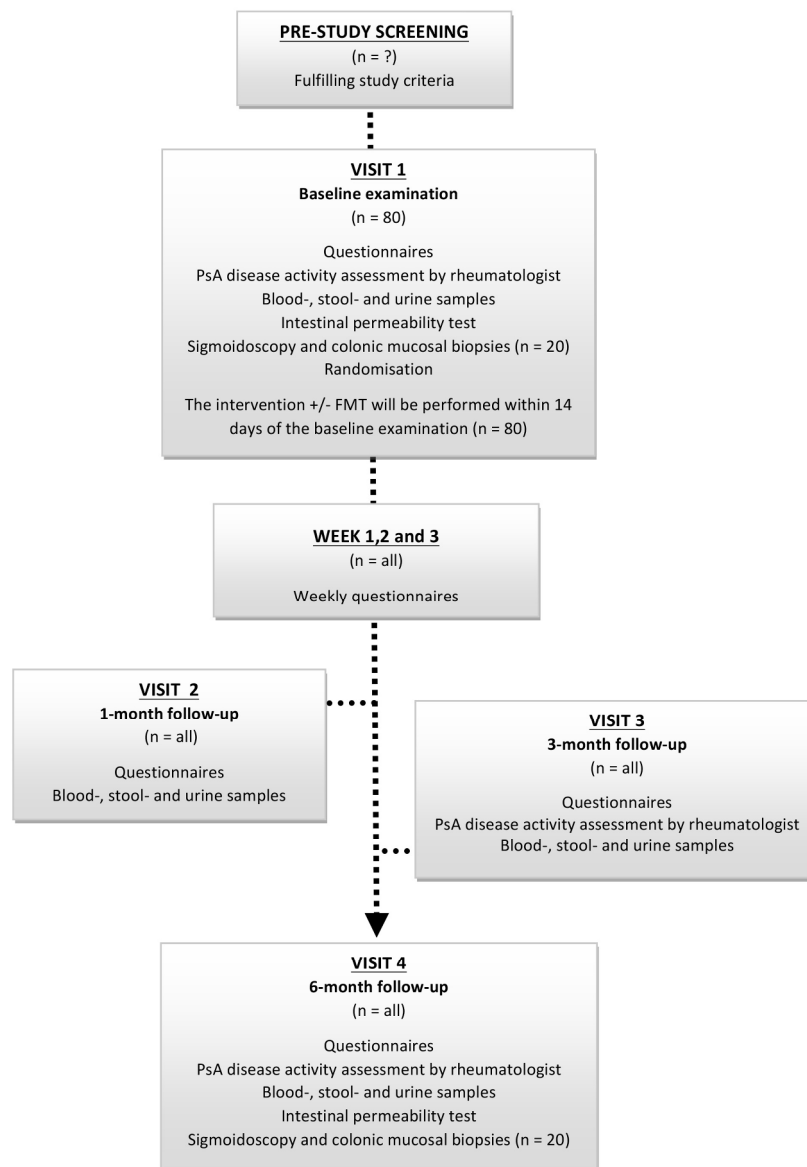 PRE-STUDY SCREENING
(n = ?)
Fulfilling study criteria
VISIT 1
Baseline examination
(n = 80)
Questionnaires
PsA disease activity assessment by rheumatologist
Blood-, stool- and urine samples
Intestinal permeability test
Sigmoidoscopy and colonic mucosal biopsies (n = 20)
Randomisation
The intervention +/- FMT will be performed within 14
days of the baseline examination (n = 80)
WEEK 1,2 and 3
(n = all)
Weekly questionnaires
VISIT 2
1-month follow-up
(n = all)
Questionnaires
Blood-, stool- and urine samples
VISIT 3
3-month follow-up
(n = all)
Questionnaires
PsA disease activity assessment by rheumatologist
Blood-, stool- and urine samples
VISIT 4
6-month follow-up
(n = all)
Questionnaires
PsA disease activity assessment by rheumatologist
Blood-, stool- and urine samples
Intestinal permeability test
Sigmoidoscopy and colonic mucosal biopsies (n = 20)